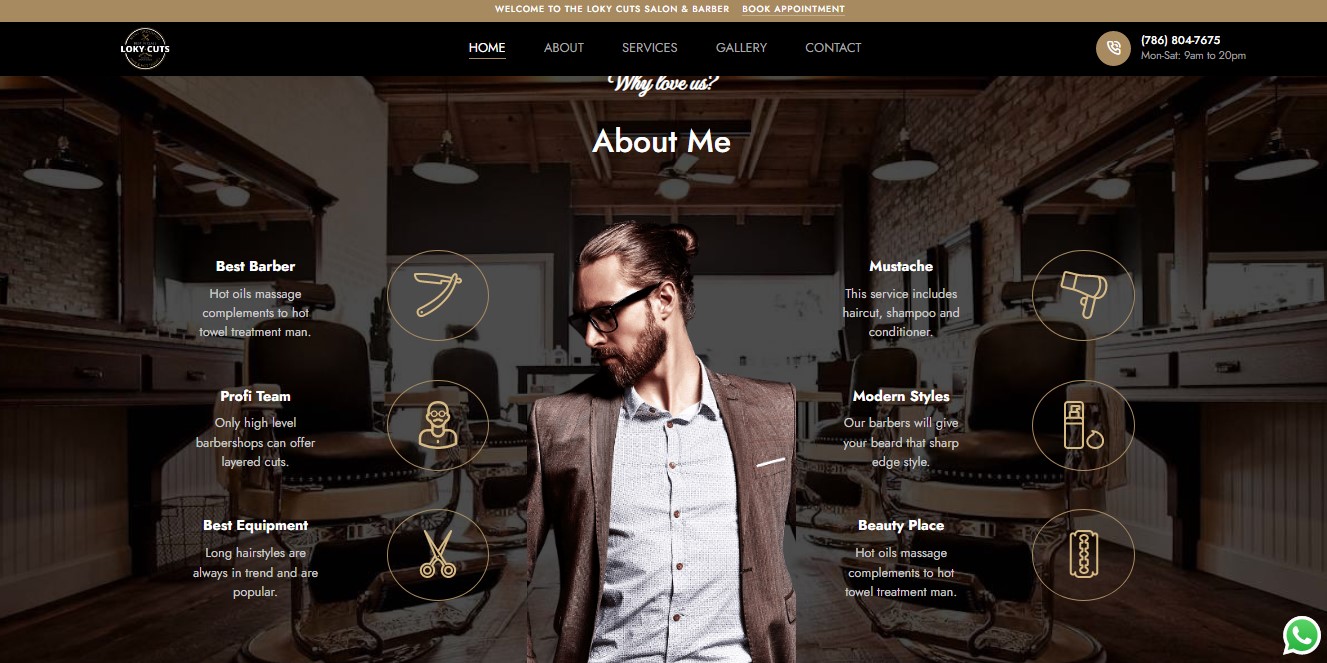 WELCOME TO THE LOKY CUTS SALON & BARBER BOOK APPOINTMENT
LOKY CUTS
HOME ABOUT SERVICES GALLERY CONTACT
(786) 804-7675
Mon-Sat: 9am to 20pm
Why love us?
About Me
Best Barber
Hot oils massage
complements to hot
towel treatment man.
Profi Team
Only high level
barbershops can offer
layered cuts.
Best Equipment
Long hairstyles are
always in trend and are
popular.
Mustache
This service includes
haircut, shampoo and
conditioner.
Modern Styles
Our barbers will give
your beard that sharp
edge style.
Beauty Place
Hot oils massage
complements to hot
towel treatment man.